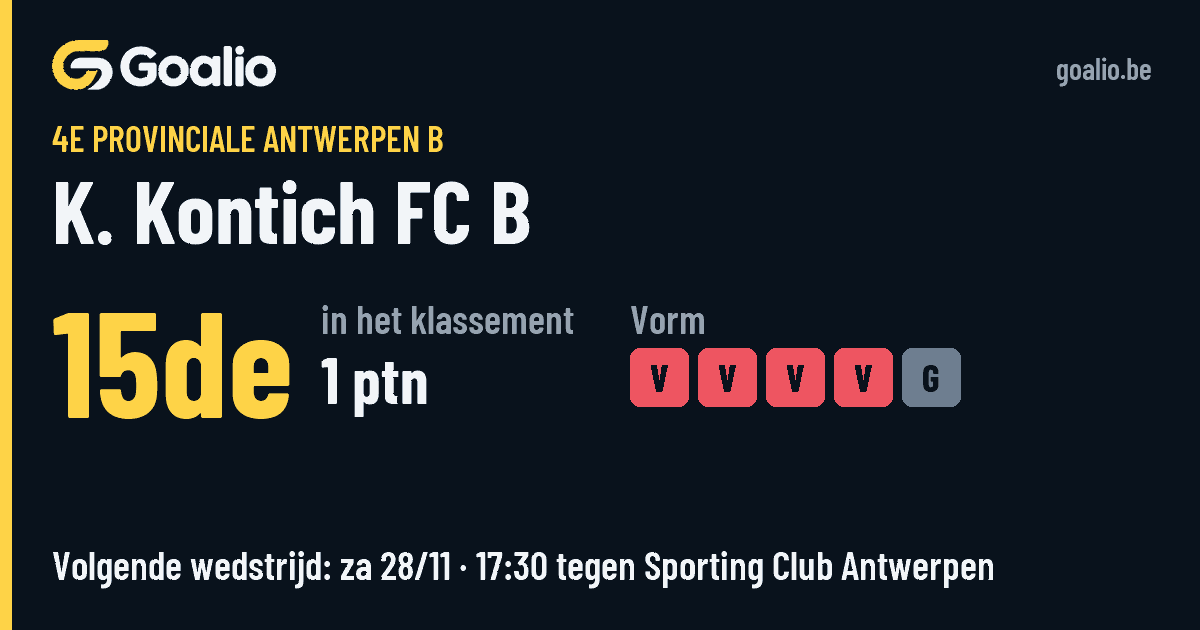 Goalio
goalio.be
4E PROVINCIALE ANTWERPEN B
K. Kontich FC B
15de
in het klassement
1 ptn
Vorm
V V V V G
Volgende wedstrijd: za 28/11 · 17:30 tegen Sporting Club Antwerpen